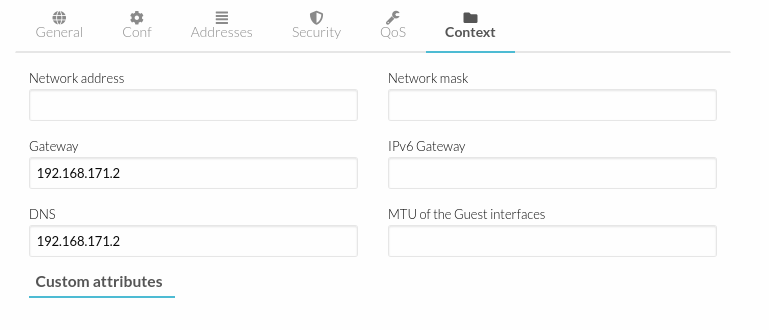 General Conf Addresses Security QoS Context
Network address Network mask
Gateway IPv6 Gateway
192.168.171.2
DNS MTU of the Guest interfaces
192.168.171.2
Custom attributes